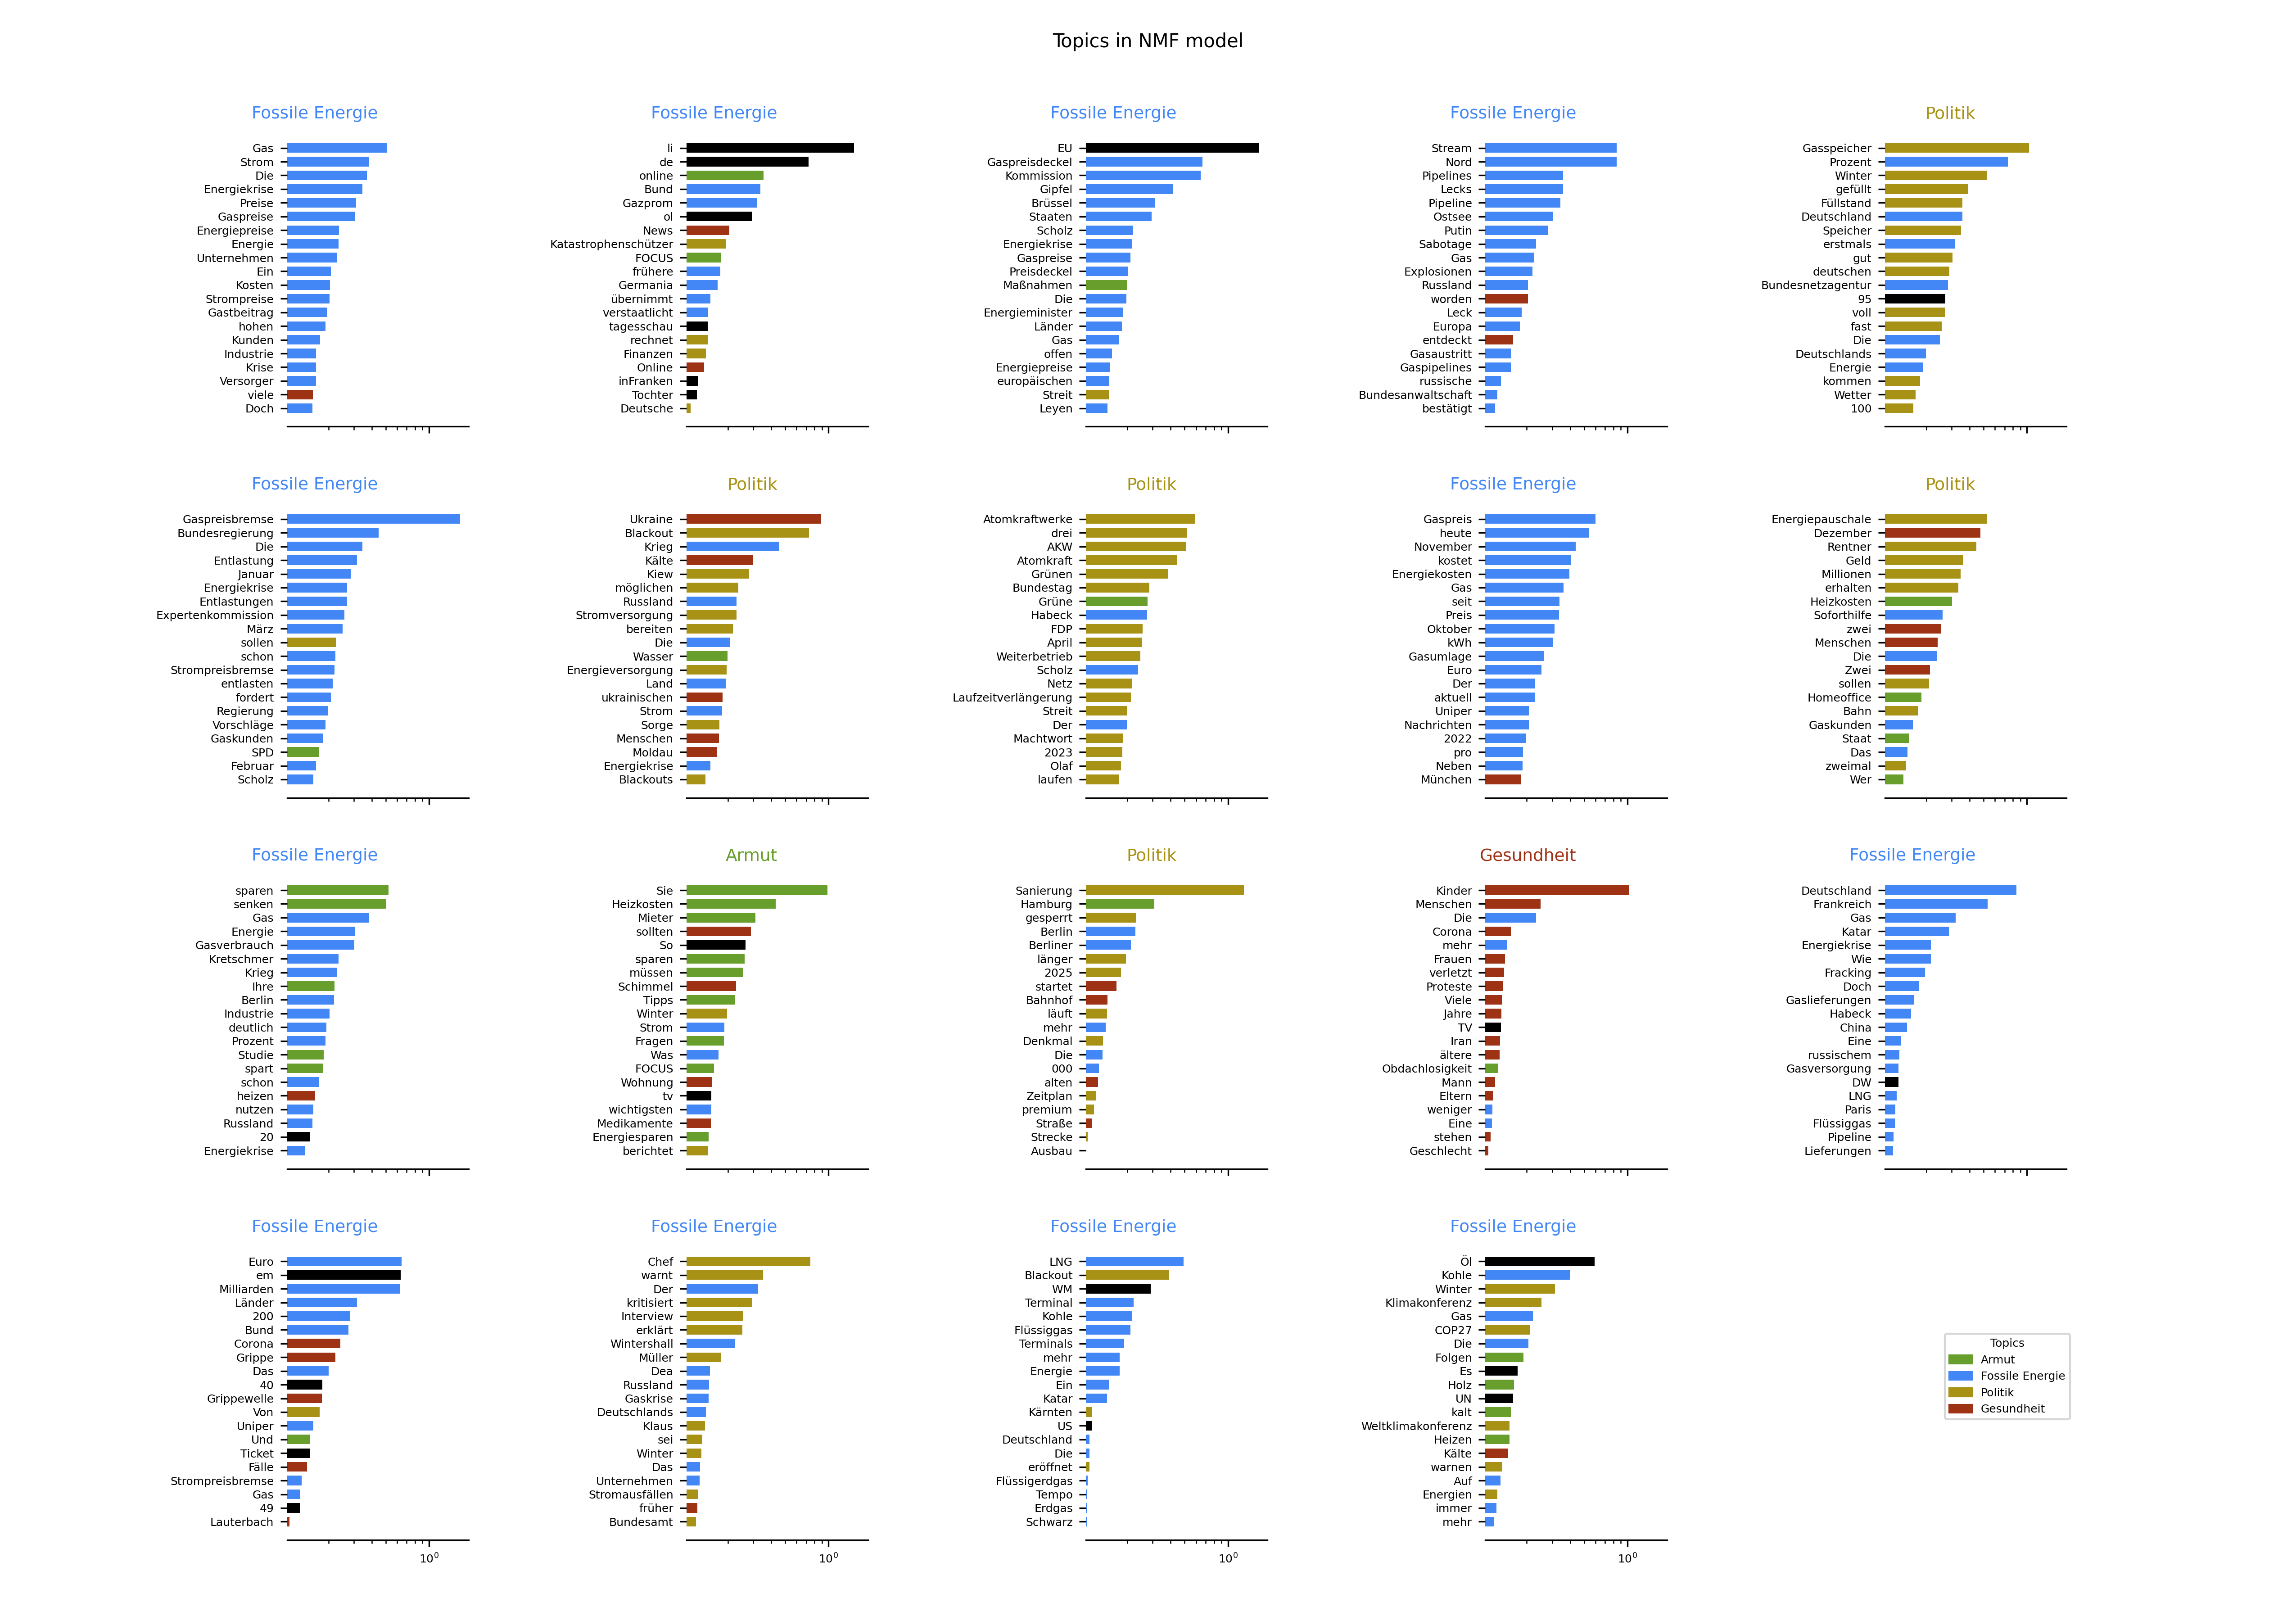 Topics in NMF model
Fossile Energie
Gas
Strom
Die
Energiekrise
Preise
Gaspreise
Energiepreise
Energie
Unternehmen
Ein
Kosten
Strompreise
Gastbeitrag
hohen
Kunden
Industrie
Krise
Versorger
viele
Doch
Fossile Energie
li
de
online
Bund
Gazprom
ol
News
Katastrophenschützer
FOCUS
frühere
Germania
übernimmt
verstaatlicht
tagesschau
rechnet
Finanzen
Online
inFranken
Tochter
Deutsche
Fossile Energie
EU
Gaspreisdeckel
Kommission
Gipfel
Brüssel
Staaten
Scholz
Energiekrise
Gaspreise
Preisdeckel
Maßnahmen
Die
Energieminister
Länder
Gas
offen
Energiepreise
europäischen
Streit
Leyen
Fossile Energie
Stream
Nord
Pipelines
Lecks
Pipeline
Ostsee
Putin
Sabotage
Gas
Explosionen
Russland
worden
Leck
Europa
entdeckt
Gasaustritt
Gaspipelines
russische
Bundesanwaltschaft
bestätigt
Politik
Gasspeicher
Prozent
Winter
gefüllt
Füllstand
Deutschland
Speicher
erstmals
gut
deutschen
Bundesnetzagentur
95
voll
fast
Die
Deutschlands
Energie
kommen
Wetter
100
Fossile Energie
Gaspreisbremse
Bundesregierung
Die
Entlastung
Januar
Energiekrise
Entlastungen
Expertenkommission
März
sollen
schon
Strompreisbremse
entlasten
fordert
Regierung
Vorschläge
Gaskunden
SPD
Februar
Scholz
Politik
Ukraine
Blackout
Krieg
Kälte
Kiew
möglichen
Russland
Stromversorgung
bereiten
Die
Wasser
Energieversorgung
Land
ukrainischen
Strom
Sorge
Menschen
Moldau
Energiekrise
Blackouts
Politik
Atomkraftwerke
drei
AKW
Atomkraft
Grünen
Bundestag
Grüne
Habeck
FDP
April
Weiterbetrieb
Scholz
Netz
Laufzeitverlängerung
Streit
Der
Machtwort
2023
Olaf
laufen
Fossile Energie
Gaspreis
heute
November
kostet
Energiekosten
Gas
seit
Preis
Oktober
kWh
Gasumlage
Euro
Der
aktuell
Uniper
Nachrichten
2022
pro
Neben
München
Politik
Energiepauschale
Dezember
Rentner
Geld
Millionen
erhalten
Heizkosten
Soforthilfe
zwei
Menschen
Die
Zwei
sollen
Homeoffice
Bahn
Gaskunden
Staat
Das
zweimal
Wer
Fossile Energie
sparen
senken
Gas
Energie
Gasverbrauch
Kretschmer
Krieg
Ihre
Berlin
Industrie
deutlich
Prozent
Studie
spart
schon
heizen
nutzen
Russland
20
Energiekrise
Armut
Sie
Heizkosten
Mieter
sollten
So
sparen
müssen
Schimmel
Tipps
Winter
Strom
Fragen
Was
FOCUS
Wohnung
tv
wichtigsten
Medikamente
Energiesparen
berichtet
Politik
Sanierung
Hamburg
gesperrt
Berlin
Berliner
länger
2025
startet
Bahnhof
läuft
mehr
Denkmal
Die
000
alten
Zeitplan
premium
Straße
Strecke
Ausbau
Gesundheit
Kinder
Menschen
Die
Corona
mehr
Frauen
verletzt
Proteste
Viele
Jahre
TV
Iran
ältere
Obdachlosigkeit
Mann
Eltern
weniger
Eine
stehen
Geschlecht
Fossile Energie
Deutschland
Frankreich
Gas
Katar
Energiekrise
Wie
Fracking
Doch
Gaslieferungen
Habeck
China
Eine
russischem
Gasversorgung
DW
LNG
Paris
Flüssiggas
Pipeline
Lieferungen
Fossile Energie
Euro
em
Milliarden
Länder
200
Bund
Corona
Grippe
Das
40
Grippewelle
Von
Uniper
Und
Ticket
Fälle
Strompreisbremse
Gas
49
Lauterbach
10⁰
Fossile Energie
Chef
warnt
Der
kritisiert
Interview
erklärt
Wintershall
Müller
Dea
Russland
Gaskrise
Deutschlands
Klaus
sei
Winter
Das
Unternehmen
Stromausfällen
früher
Bundesamt
10⁰
Fossile Energie
LNG
Blackout
WM
Terminal
Kohle
Flüssiggas
Terminals
mehr
Energie
Ein
Katar
Kärnten
US
Deutschland
Die
eröffnet
Flüssigerdgas
Tempo
Erdgas
Schwarz
10⁰
Fossile Energie
Öl
Kohle
Winter
Klimakonferenz
Gas
COP27
Die
Folgen
Es
Holz
UN
kalt
Weltklimakonferenz
Heizen
Kälte
warnen
Auf
Energien
immer
mehr
10⁰
Topics
Armut
Fossile Energie
Politik
Gesundheit